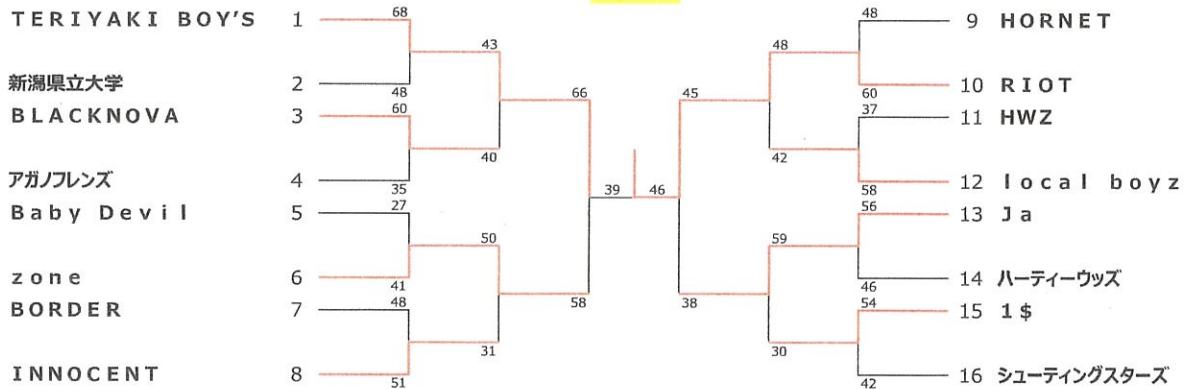 TERIYAKI BOY'S 1 68
43
新潟県立大学 2 48
66
BLACKNOVA 3 60
40
アガノフレンズ 4 35
39
Baby Devil 5 27
50
zone 6 41
58
BORDER 7 48
31
INNOCENT 8 51
48 9 HORNET
48
60 10 RIOT
45
37 11 HWZ
42
58 12 local boyz
46
56 13 Ja
59
46 14 ハーティーウッズ
38
54 15 1$
30
42 16 シューティングスターズ